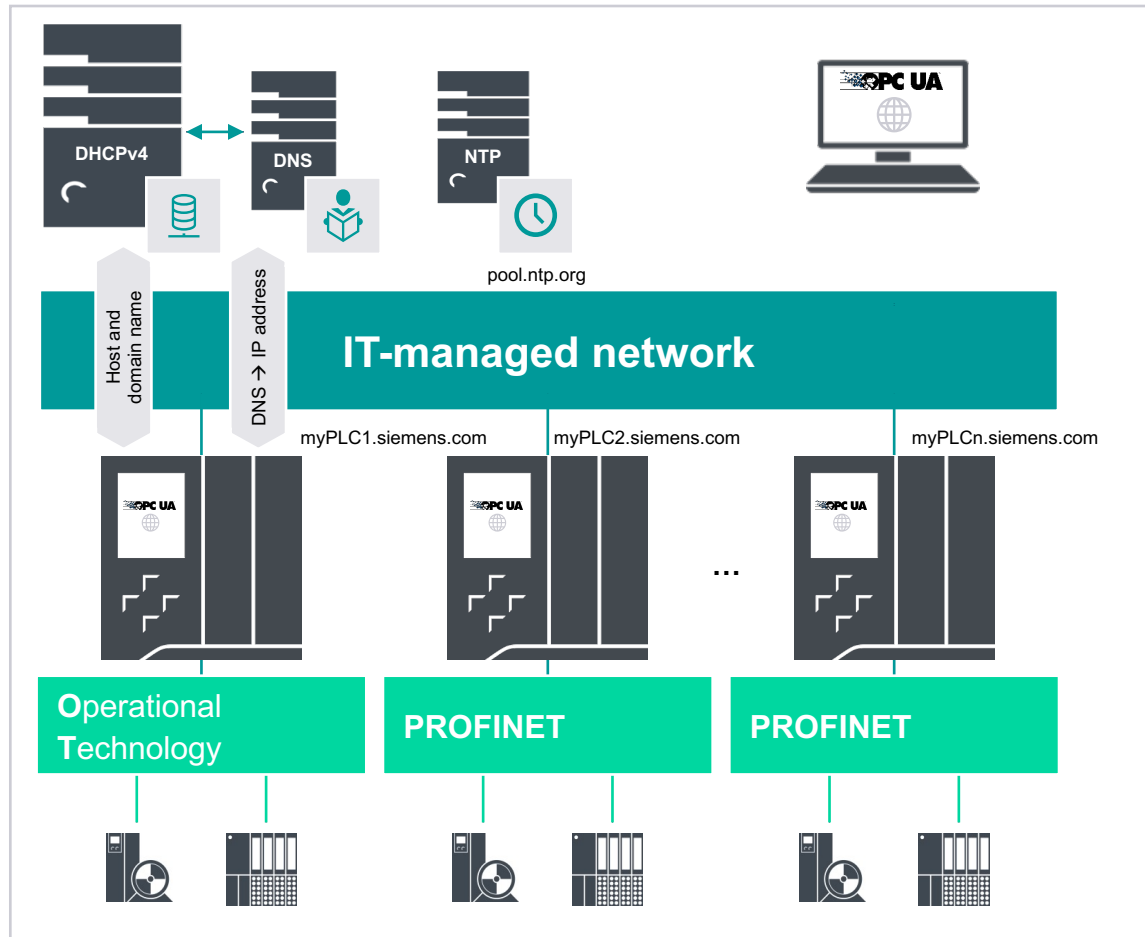 DHCPv4
DNS
NTP
OPC UA
pool.ntp.org
Host and
domain name
DNS → IP address
IT-managed network
myPLC1.siemens.com
myPLC2.siemens.com
myPLCn.siemens.com
OPC UA
OPC UA
OPC UA
...
Operational
Technology
PROFINET
PROFINET